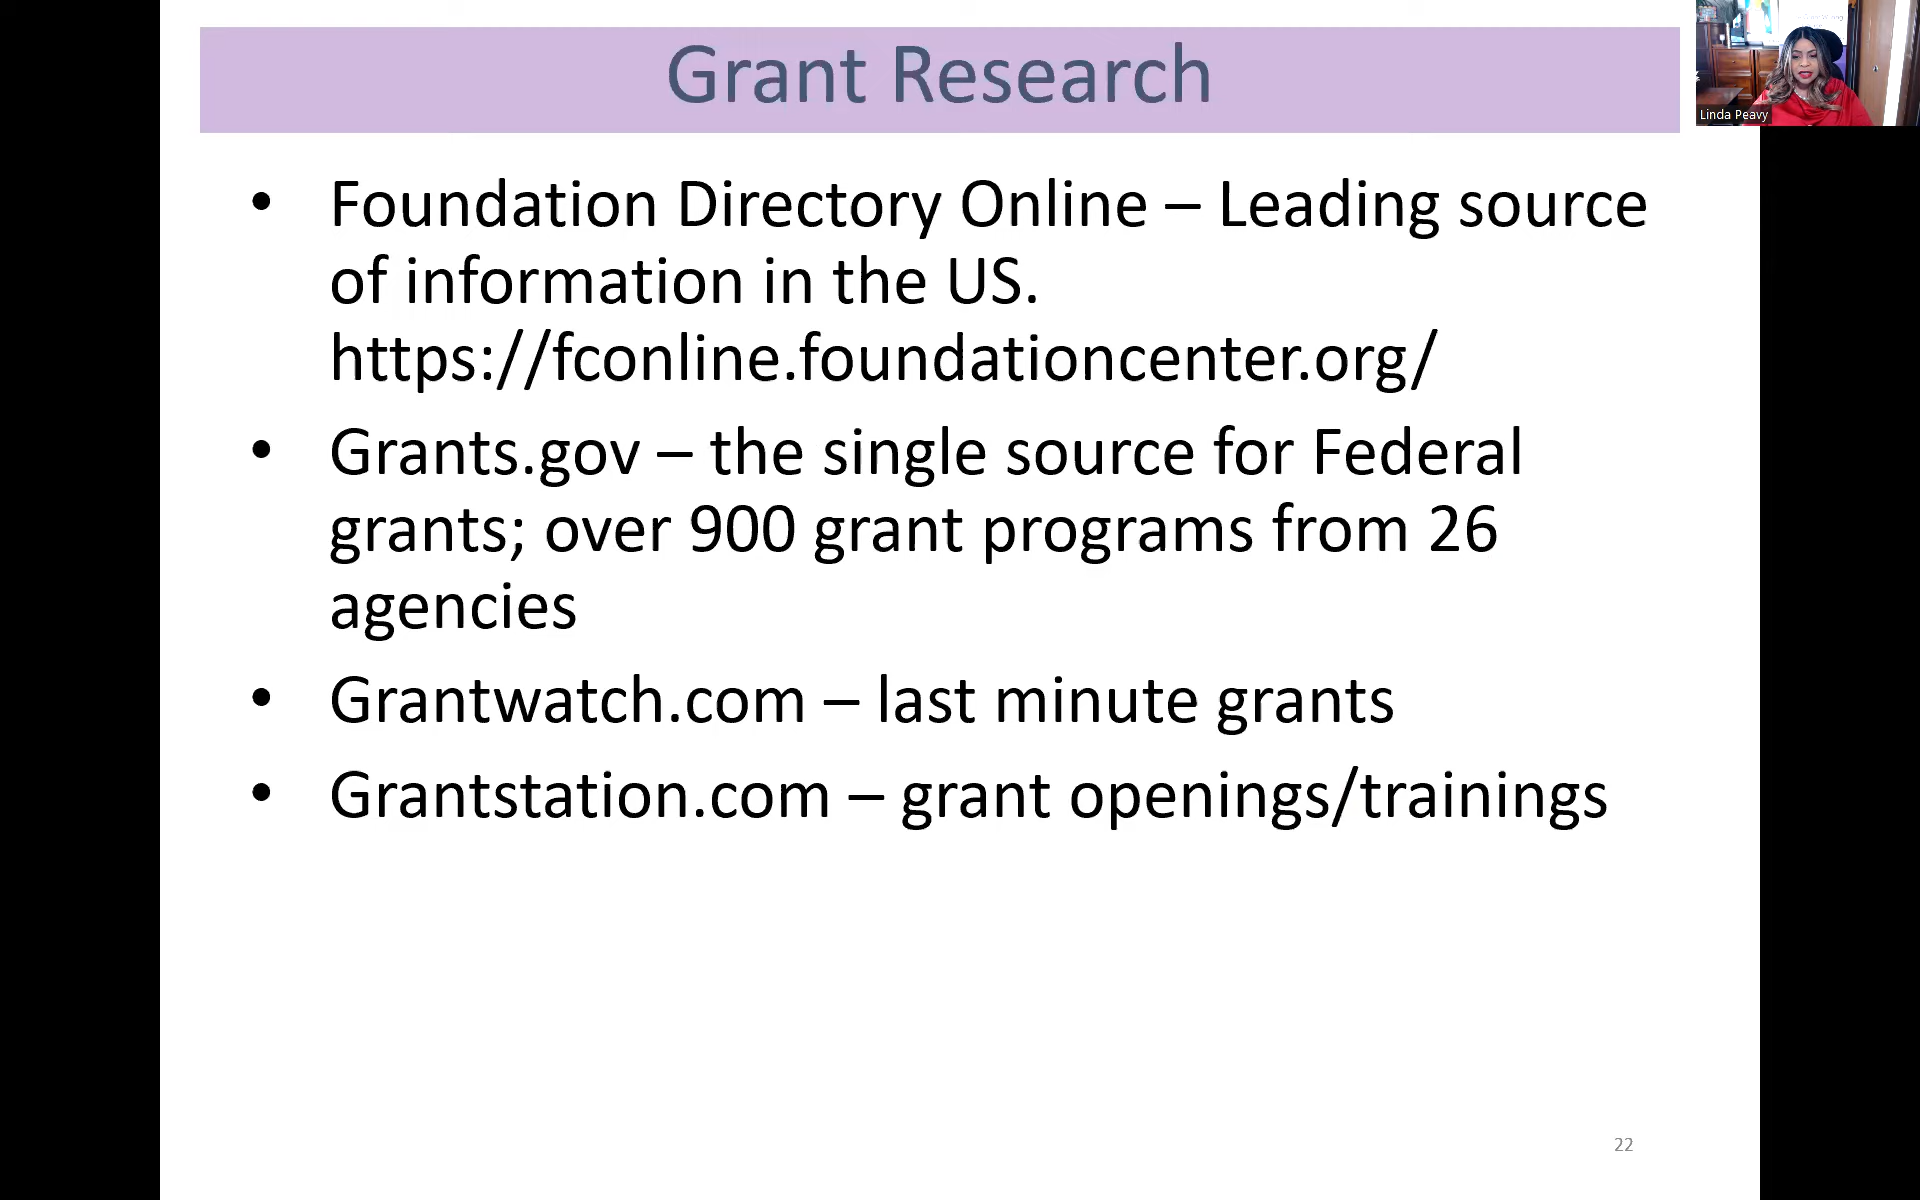 Grant Research
Linda Peavy
• Foundation Directory Online – Leading source
of information in the US.
https://fconline.foundationcenter.org/
• Grants.gov – the single source for Federal
grants; over 900 grant programs from 26
agencies
• Grantwatch.com – last minute grants
• Grantstation.com – grant openings/trainings
22